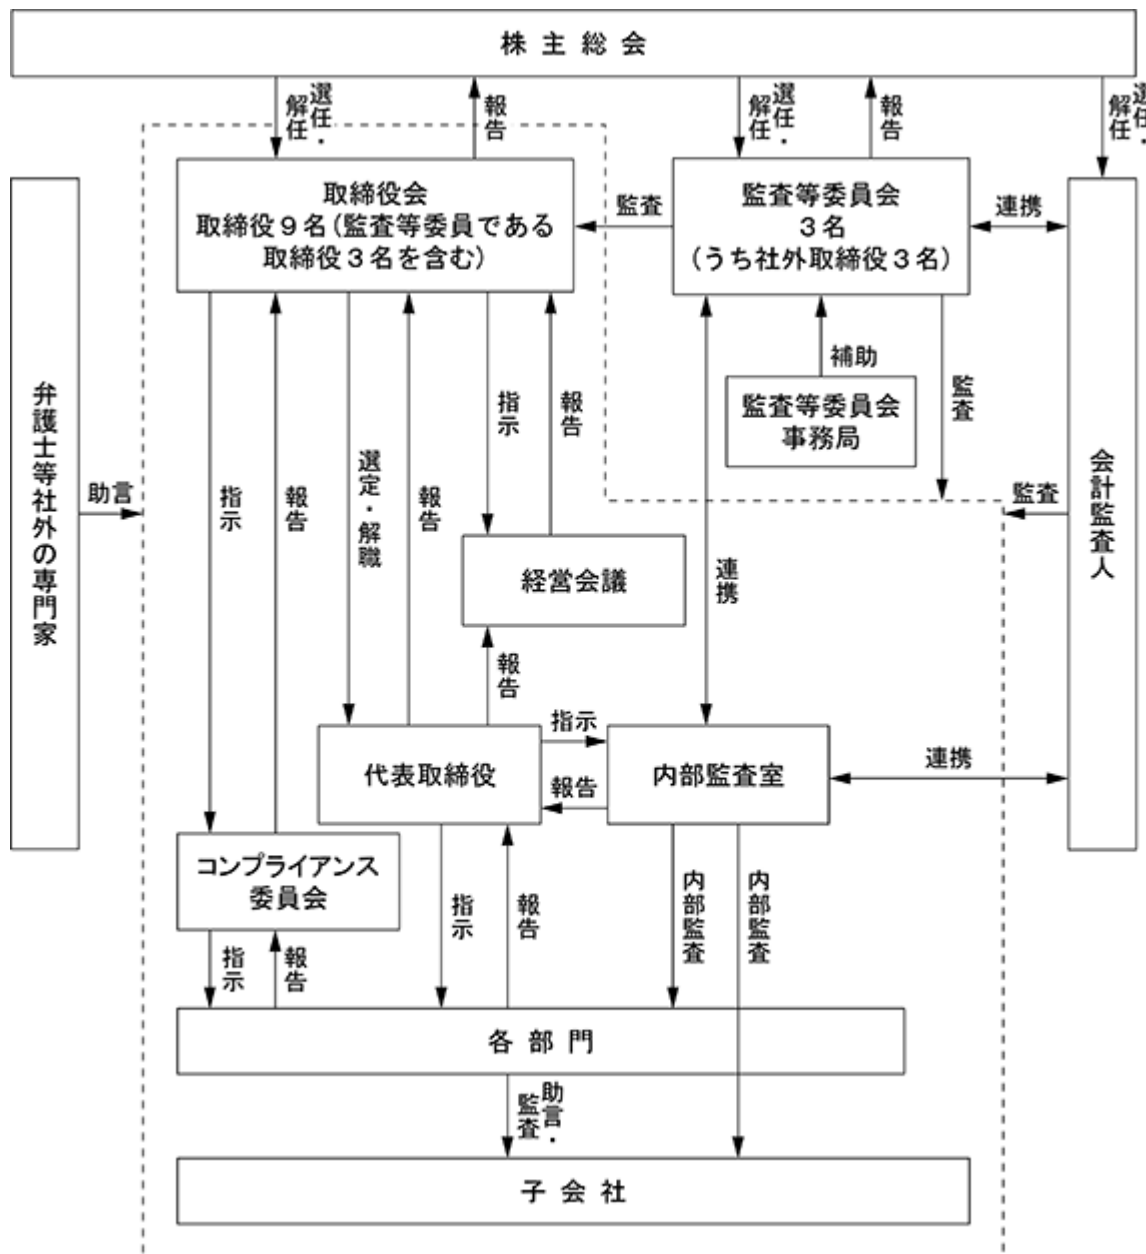 株主総会
選任・
解任
報告
選任・
解任
報告
選任・
解任
取締役会
取締役9名(監査等委員である
取締役3名を含む)
監査
監査等委員会
3名
(うち社外取締役3名)
連携
補助
監査等委員会
事務局
監査
弁護士等社外の専門家
助言
会計監査人
監査
指示
報告
選定・解職
報告
指示
報告
経営会議
報告
連携
代表取締役
指示
報告
内部監査室
連携
コンプライアンス
委員会
指示
報告
指示
報告
内部監査
内部監査
各部門
助言・
監査
子会社